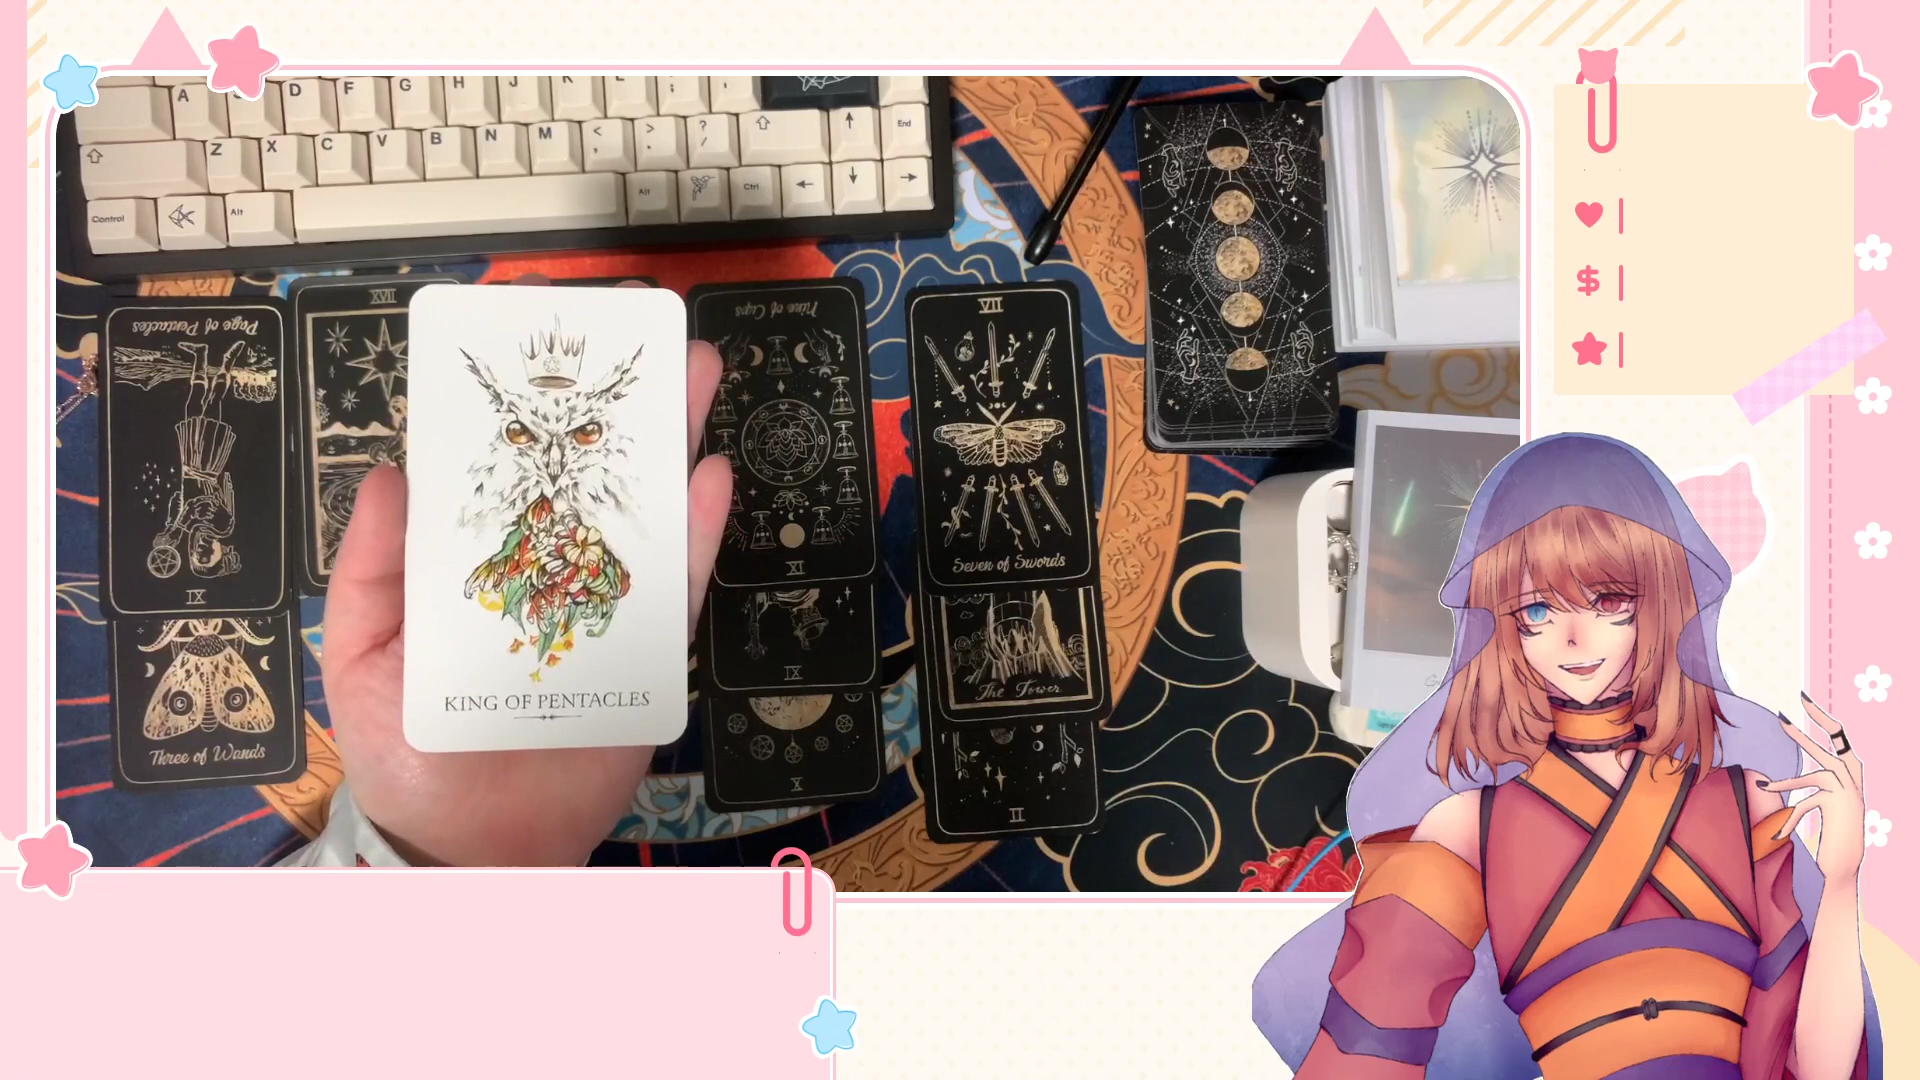 A
D
F
G
H
J
K
L
;
'
Z
X
C
V
B
N
M
<
,
>
.
?
/
End
Control
Alt
Alt
Ctrl
Page of Pentacles
IX
Three of Wands
XVII
KING OF PENTACLES
Nine of Cups
XI
IX
X
VII
Seven of Swords
The Tower
II
$